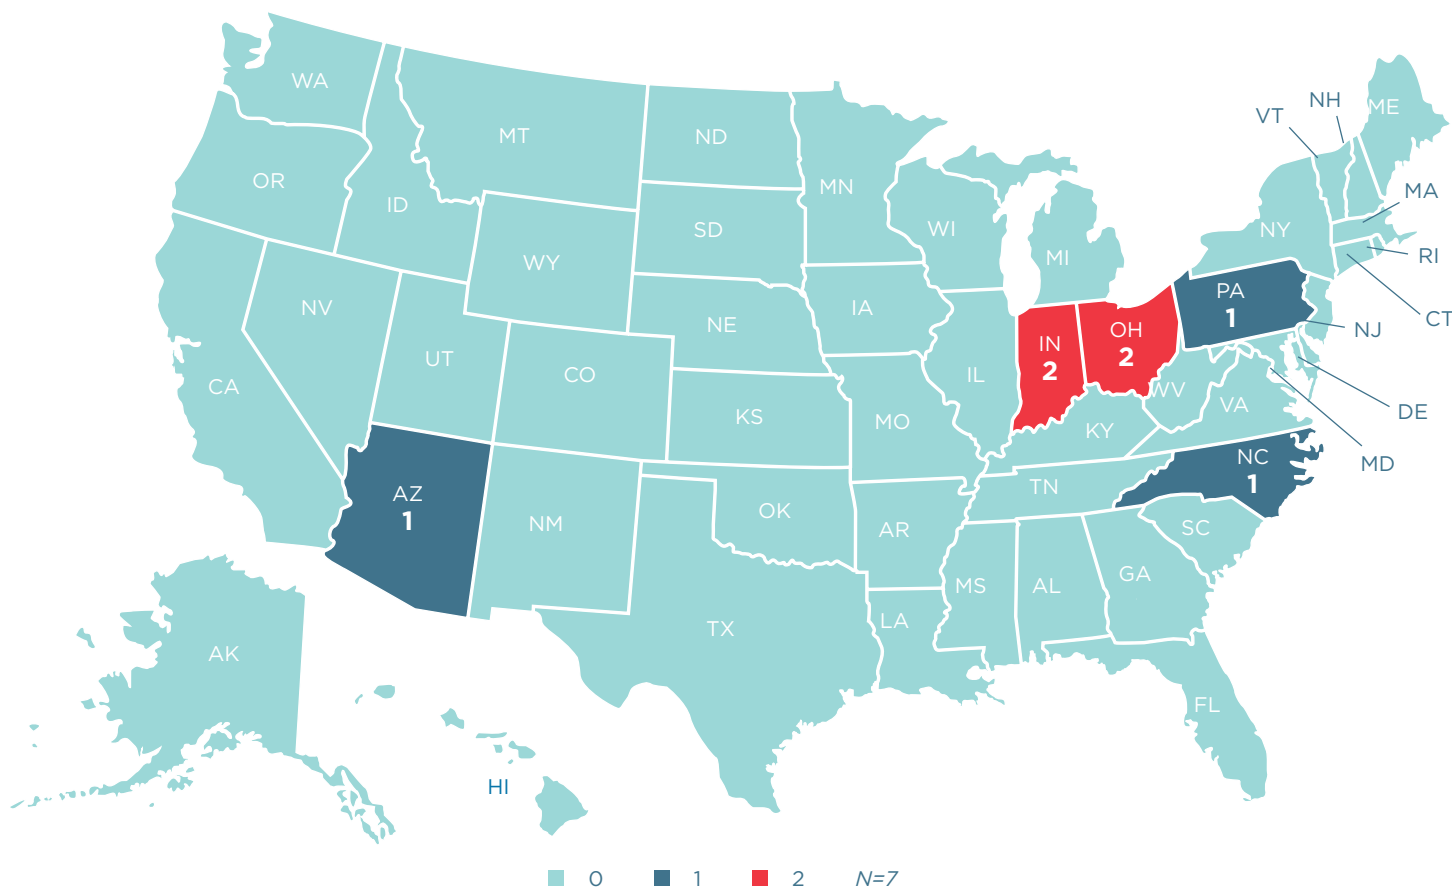 WA
MT
ND
MN
OR
ID
SD
WY
WI
MI
NY
VT
NH
ME
MA
RI
CT
NJ
DE
MD
NV
UT
CO
NE
IA
IL
IN
2
OH
2
PA
1
CA
KS
MO
KY
WV
VA
AZ
1
NM
OK
AR
TN
NC
1
SC
MS
AL
GA
TX
LA
FL
AK
HI
0 1 2 N=7